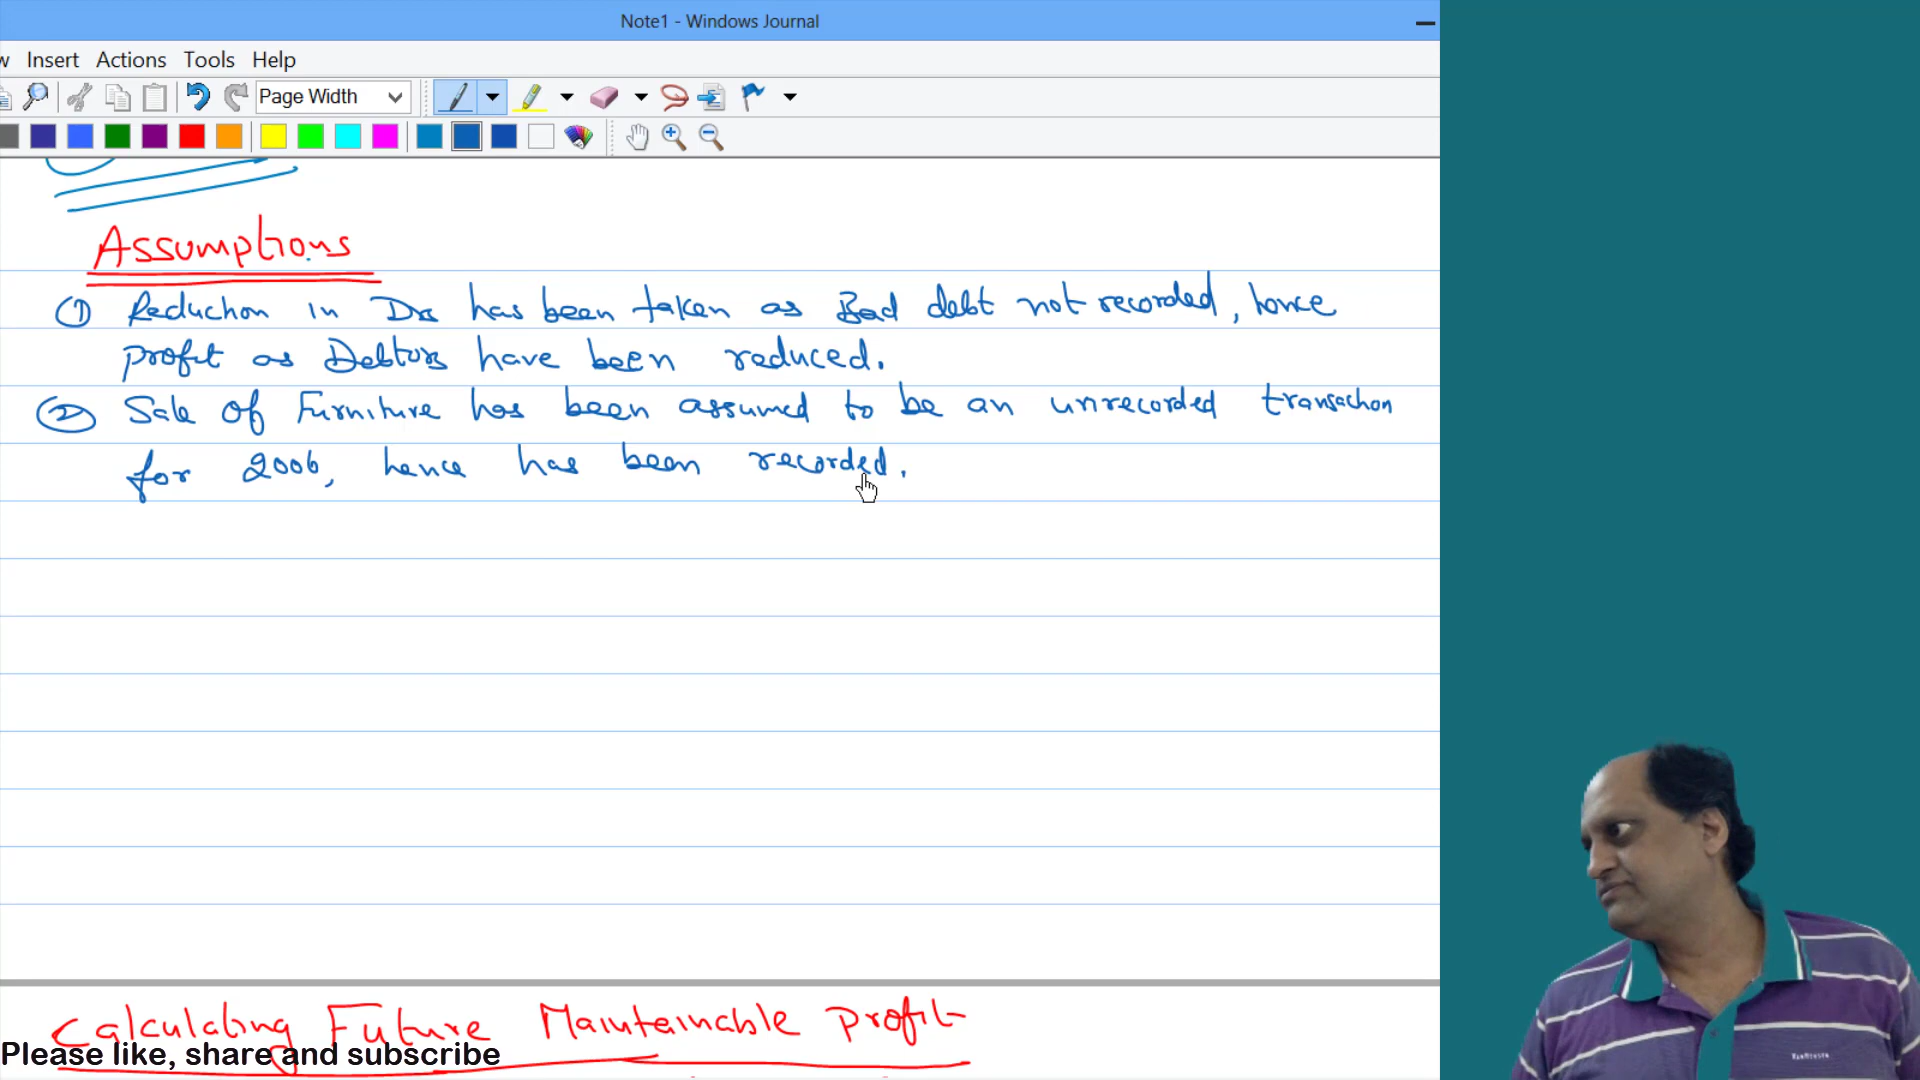 Note1 - Windows Journal
Insert Actions Tools Help
Page Width
Assumptions
① Reduction in Drs has been taken as Bad debt not recorded, hence
profit as Debtors have been reduced.
② Sale of Furniture has been assumed to be an unrecorded transaction
for 2006, hence has been recorded.
Calculating Future Maintainable Profit
Please like, share and subscribe